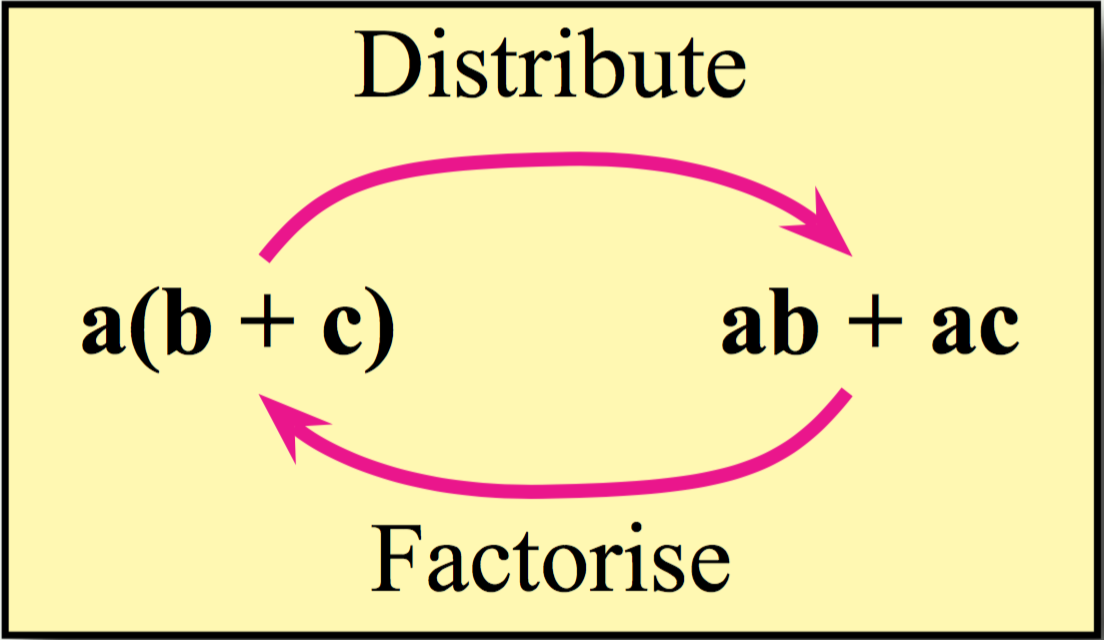 Distribute
a(b + c) ab + ac
Factorise